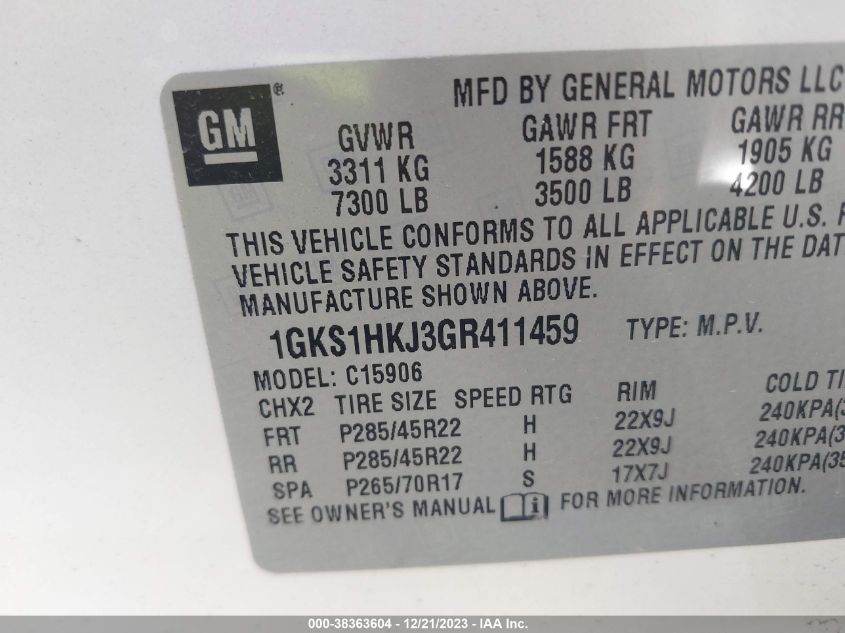 GM ®
MFD BY GENERAL MOTORS LLC
GVWR GAWR FRT GAWR RR
3311 KG 1588 KG 1905 KG
7300 LB 3500 LB 4200 LB
THIS VEHICLE CONFORMS TO ALL APPLICABLE U.S.
VEHICLE SAFETY STANDARDS IN EFFECT ON THE DAT
MANUFACTURE SHOWN ABOVE.
1GKS1HKJ3GR411459 TYPE: M.P.V.
MODEL: C15906
CHX2 TIRE SIZE SPEED RTG RIM COLD TI
FRT P285/45R22 H 22X9J 240KPA(3
RR P285/45R22 H 22X9J 240KPA(3
SPA P265/70R17 S 17X7J 240KPA(35
SEE OWNER'S MANUAL FOR MORE INFORMATION.
000-38363604 - 12/21/2023 - IAA Inc.